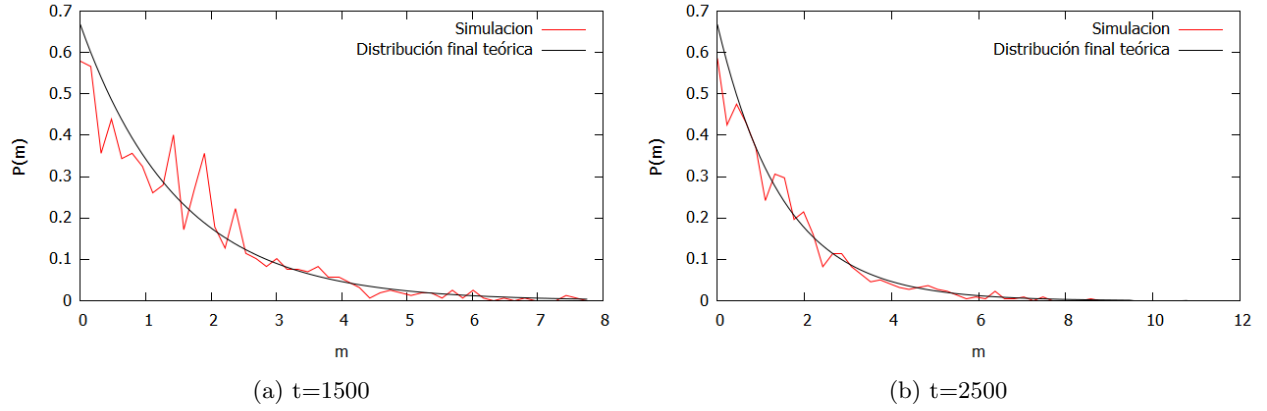 0.7
0.6
0.5
0.4
0.3
0.2
0.1
0
P(m)
Simulacion
Distribución final teórica
0 1 2 3 4 5 6 7 8
m
(a) t=1500
0.7
0.6
0.5
0.4
0.3
0.2
0.1
0
P(m)
Simulacion
Distribución final teórica
0 2 4 6 8 10 12
m
(b) t=2500